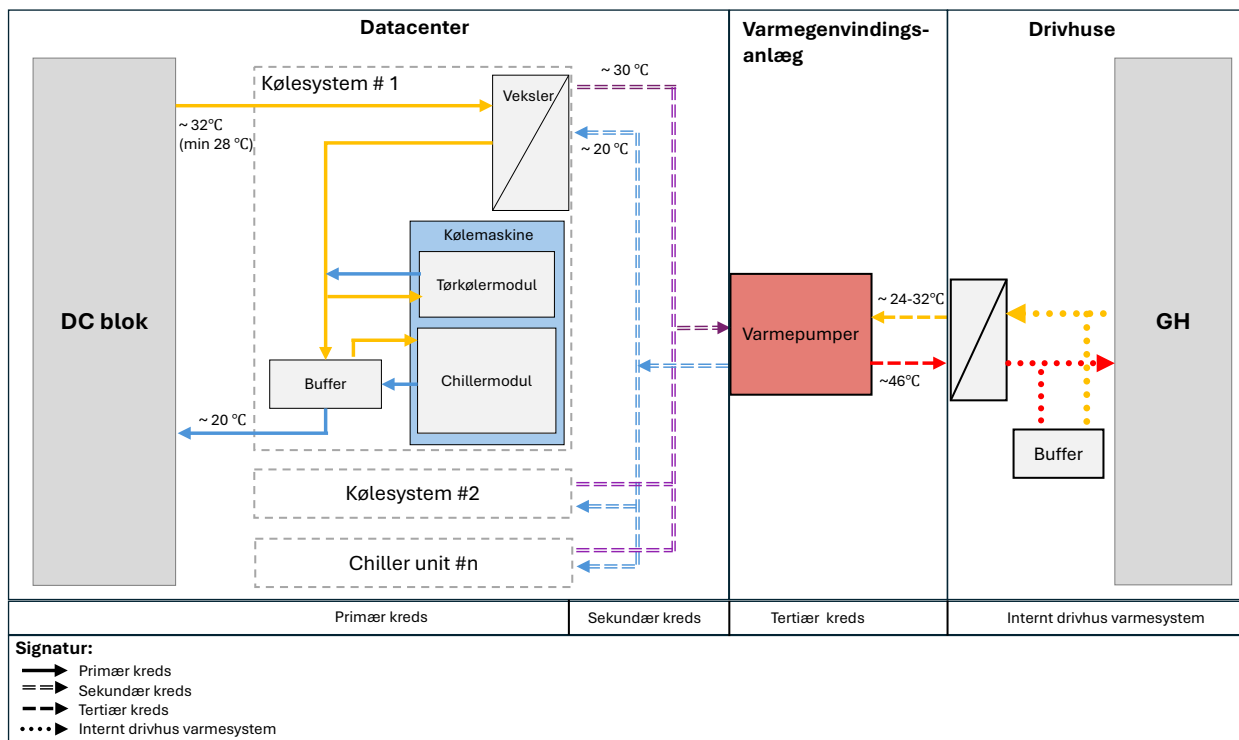 Datacenter
Varmegenvindings-
anlæg
Drivhuse
Kølesystem # 1
Veksler
~ 30 °C
~ 32°C
(min 28 °C)
~ 20 °C
Kølemaskine
Tørkølermodul
DC blok
Varmepumper
~ 24-32°C
~46°C
GH
Buffer
Chillermodul
~ 20 °C
Buffer
Kølesystem #2
Chiller unit #n
Primær kreds
Sekundær kreds
Tertiær kreds
Internt drivhus varmesystem
Signatur:
Primær kreds
Sekundær kreds
Tertiær kreds
Internt drivhus varmesystem